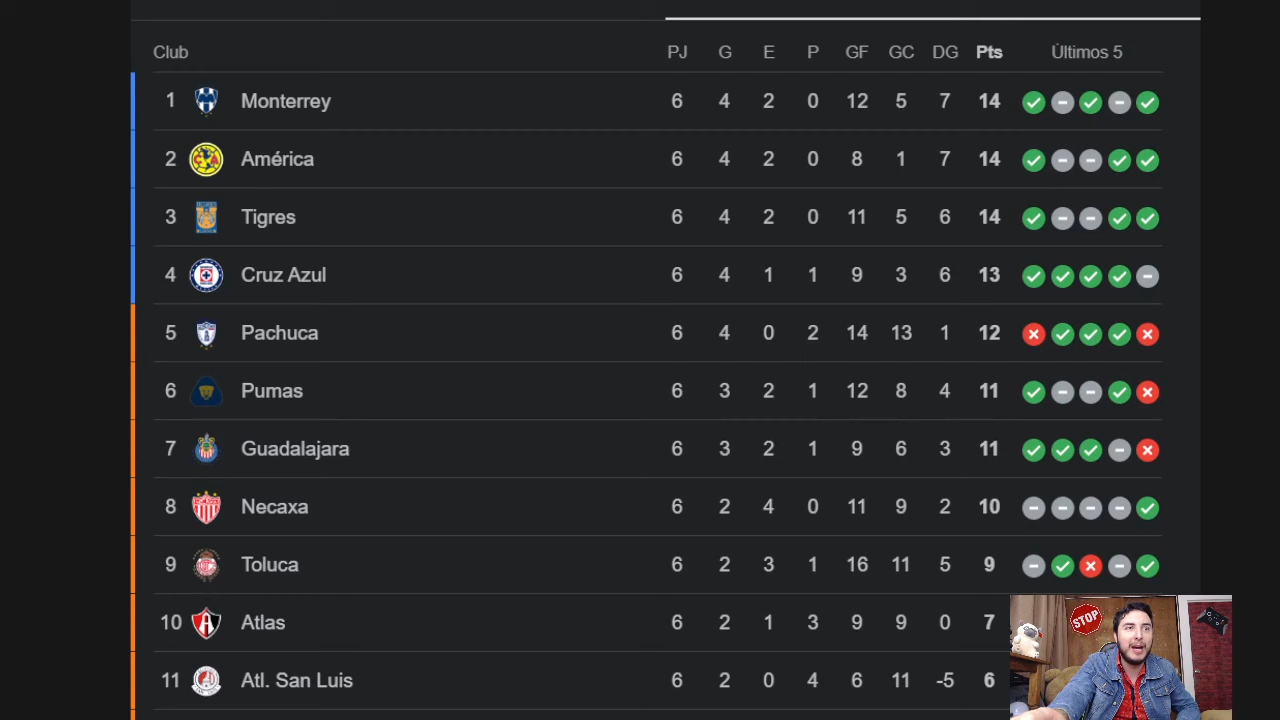 Club PJ G E P GF GC DG Pts Últimos 5
1 Monterrey 6 4 2 0 12 5 7 14
2 América 6 4 2 0 8 1 7 14
3 Tigres 6 4 2 0 11 5 6 14
4 Cruz Azul 6 4 1 1 9 3 6 13
5 Pachuca 6 4 0 2 14 13 1 12
6 Pumas 6 3 2 1 12 8 4 11
7 Guadalajara 6 3 2 1 9 6 3 11
8 Necaxa 6 2 4 0 11 9 2 10
9 Toluca 6 2 3 1 16 11 5 9
10 Atlas 6 2 1 3 9 9 0 7
STOP
11 Atl. San Luis 6 2 0 4 6 11 -5 6